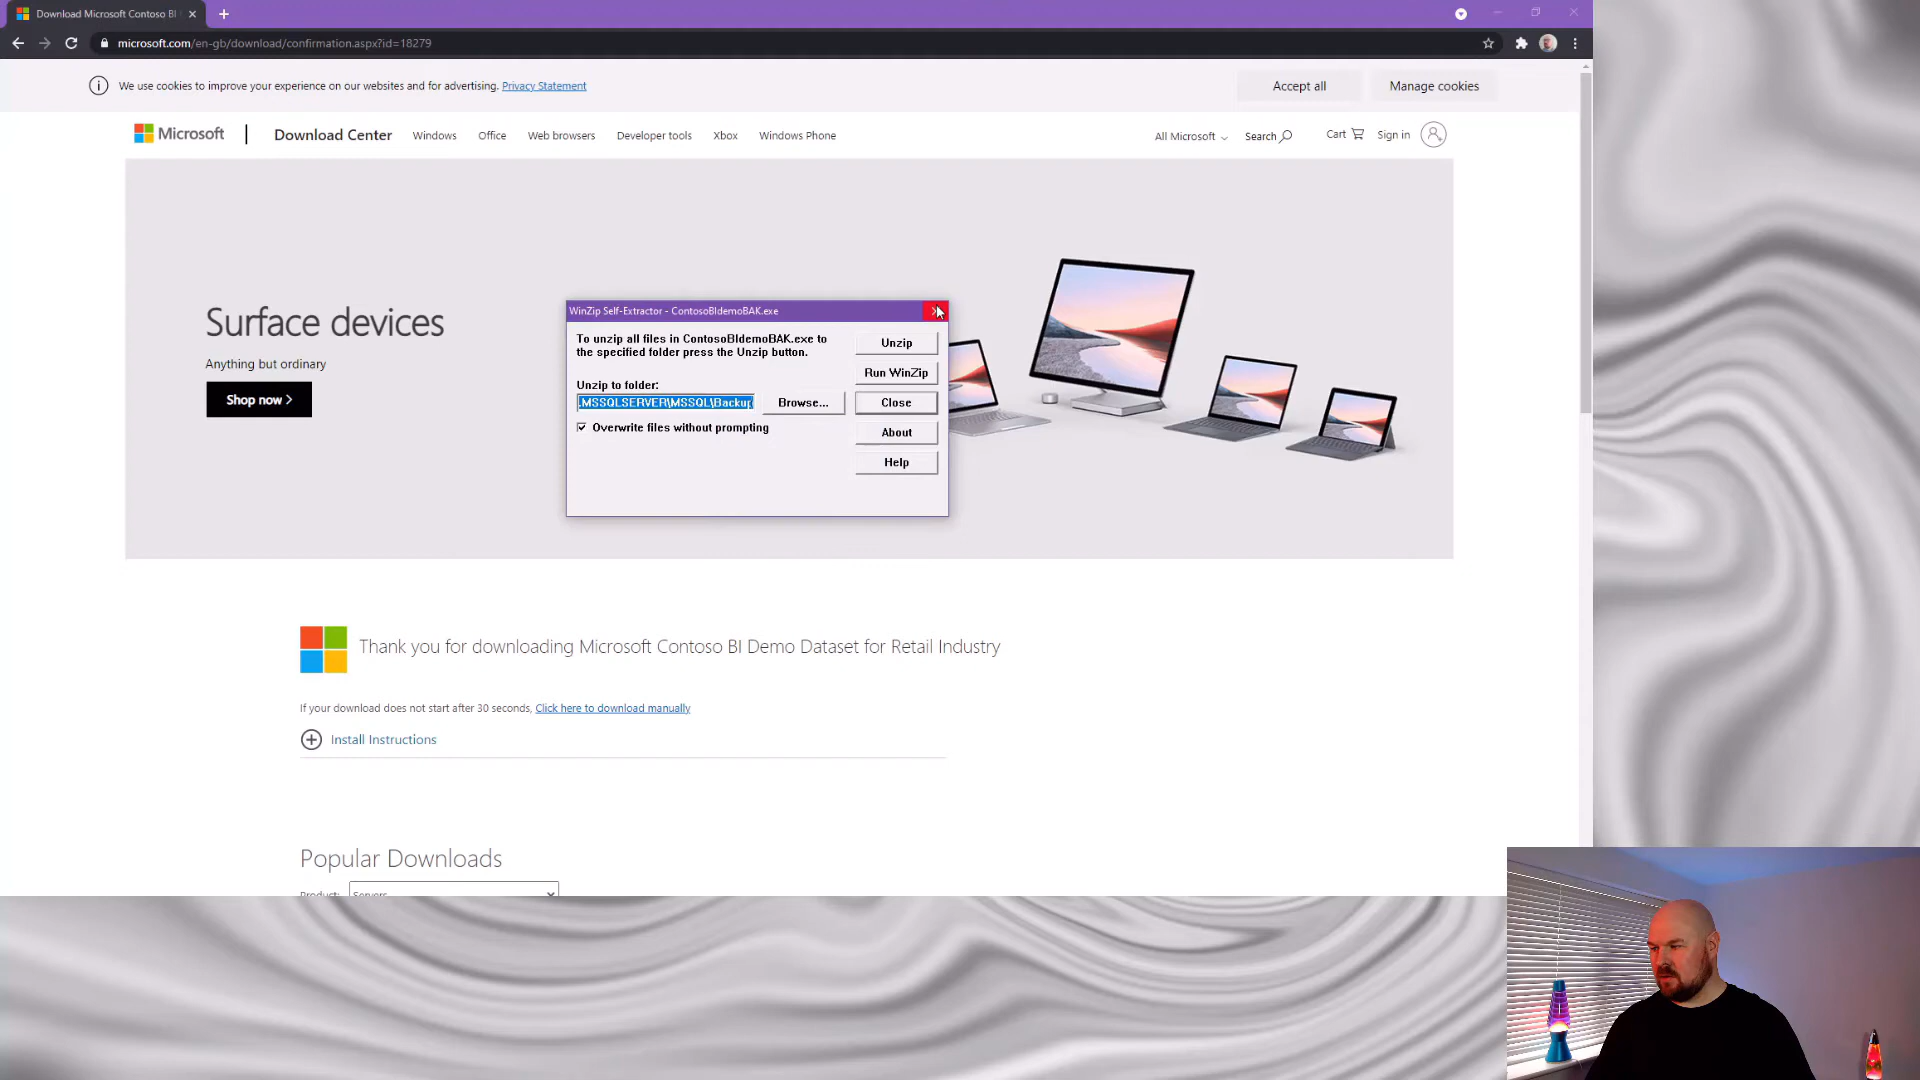 Download Microsoft Contoso BI
microsoft.com/en-gb/download/confirmation.aspx?id=18279
We use cookies to improve your experience on our websites and for advertising. Privacy Statement
Accept all
Manage cookies
Microsoft
Download Center
Windows
Office
Web browsers
Developer tools
Xbox
Windows Phone
All Microsoft
Search
Cart
Sign in
Surface devices
Anything but ordinary
Shop now >
WinZip Self-Extractor - ContosoBIdemoBAK.exe
To unzip all files in ContosoBIdemoBAK.exe to
the specified folder press the Unzip button.
Unzip to folder:
.MSSQLSERVER\MSSQL\Backup
Browse...
Overwrite files without prompting
Unzip
Run WinZip
Close
About
Help
Thank you for downloading Microsoft Contoso BI Demo Dataset for Retail Industry
If your download does not start after 30 seconds, Click here to download manually
Install Instructions
Popular Downloads
Product: Servers